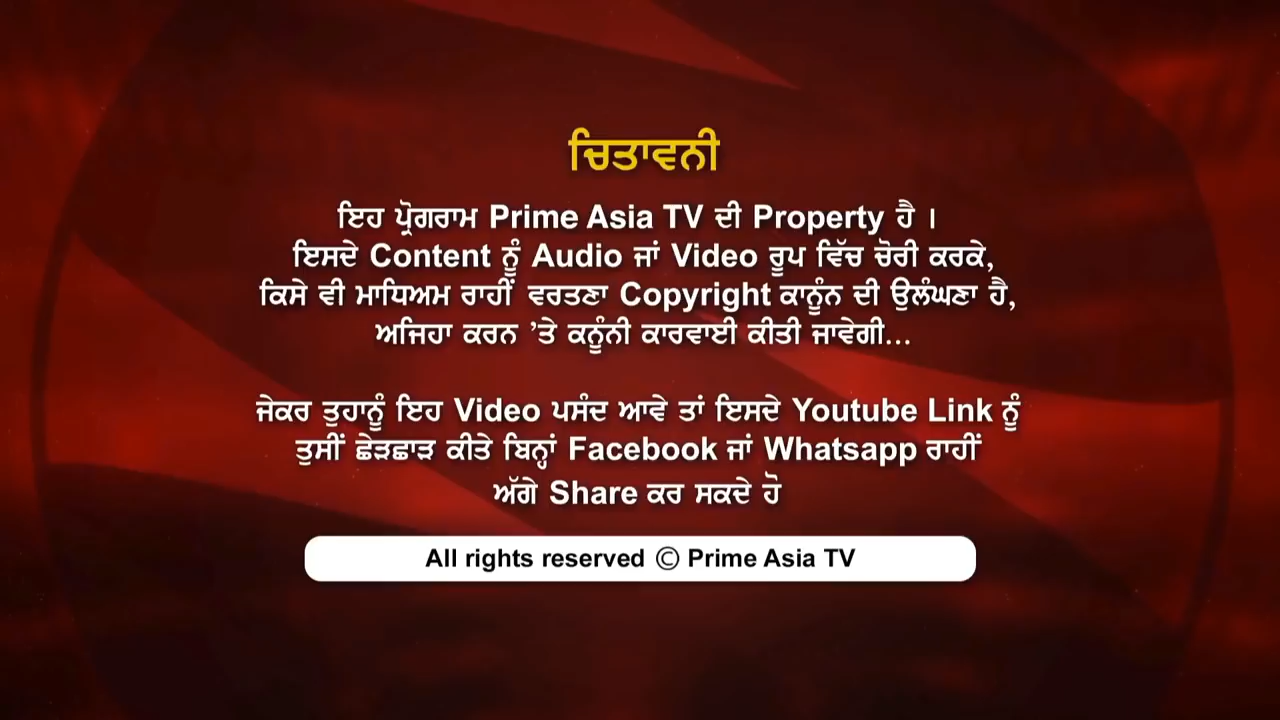 ਚਿਤਾਵਨੀ
ਇਹ ਪ੍ਰੋਗਰਾਮ Prime Asia TV ਦੀ Property ਹੈ ।
ਇਸਦੇ Content ਨੂੰ Audio ਜਾਂ Video ਰੂਪ ਵਿੱਚ ਚੋਰੀ ਕਰਕੇ,
ਕਿਸੇ ਵੀ ਮਾਧਿਅਮ ਰਾਹੀਂ ਵਰਤਣਾ Copyright ਕਾਨੂੰਨ ਦੀ ਉਲੰਘਣਾ ਹੈ,
ਅਜਿਹਾ ਕਰਨ ’ਤੇ ਕਨੂੰਨੀ ਕਾਰਵਾਈ ਕੀਤੀ ਜਾਵੇਗੀ...
ਜੇਕਰ ਤੁਹਾਨੂੰ ਇਹ Video ਪਸੰਦ ਆਵੇ ਤਾਂ ਇਸਦੇ Youtube Link ਨੂੰ
ਤੁਸੀਂ ਛੇੜਛਾੜ ਕੀਤੇ ਬਿਨ੍ਹਾਂ Facebook ਜਾਂ Whatsapp ਰਾਹੀਂ
ਅੱਗੇ Share ਕਰ ਸਕਦੇ ਹੋ
All rights reserved © Prime Asia TV